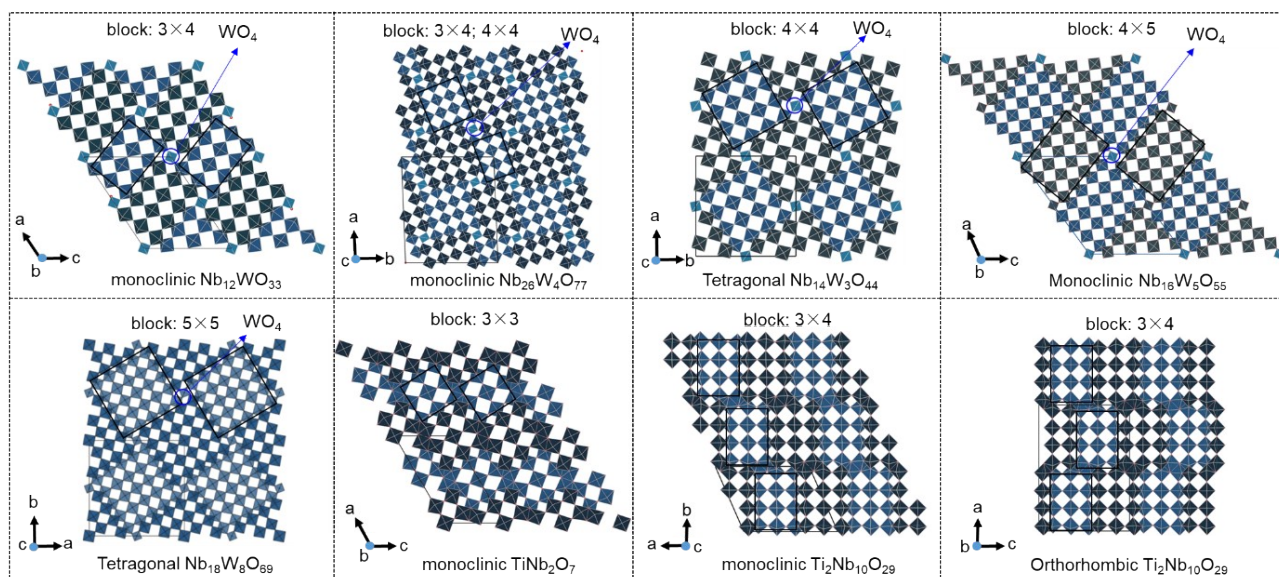 block: 3×4
WO₄
a
b
c
monoclinic Nb₁₂WO₃₃
block: 3×4; 4×4
WO₄
a
c
b
monoclinic Nb₂₆W₄O₇₇
block: 4×4
WO₄
a
c
b
Tetragonal Nb₁₄W₃O₄₄
block: 4×5
WO₄
a
b
c
Monoclinic Nb₁₆W₅O₅₅
block: 5×5
WO₄
b
c
a
Tetragonal Nb₁₈W₈O₆₉
block: 3×3
a
b
c
monoclinic TiNb₂O₇
block: 3×4
c
a
b
monoclinic Ti₂Nb₁₀O₂₉
block: 3×4
a
b
c
Orthorhombic Ti₂Nb₁₀O₂₉